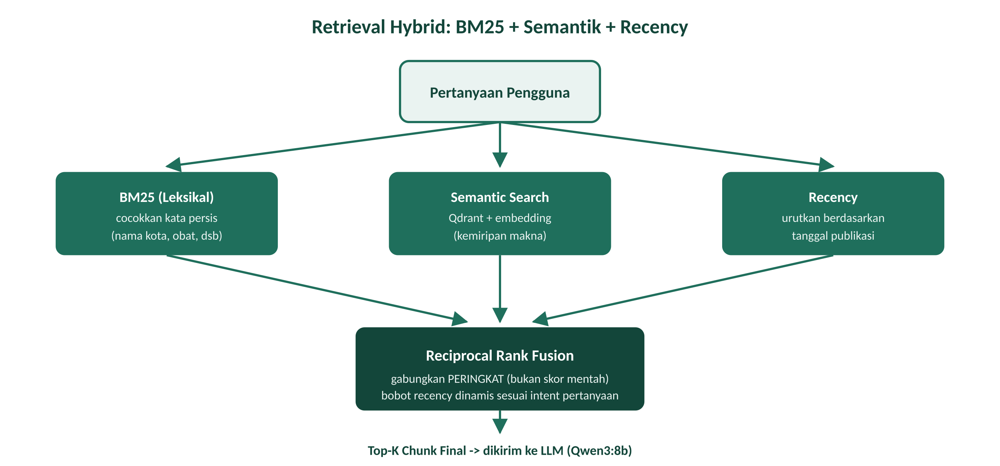 Retrieval Hybrid: BM25 + Semantik + Recency
Pertanyaan Pengguna
BM25 (Leksikal)
cocokkan kata persis
(nama kota, obat, dsb)
Semantic Search
Qdrant + embedding
(kemiripan makna)
Recency
urutkan berdasarkan
tanggal publikasi
Reciprocal Rank Fusion
gabungkan PERINGKAT (bukan skor mentah)
bobot recency dinamis sesuai intent pertanyaan
Top-K Chunk Final -> dikirim ke LLM (Qwen3:8b)